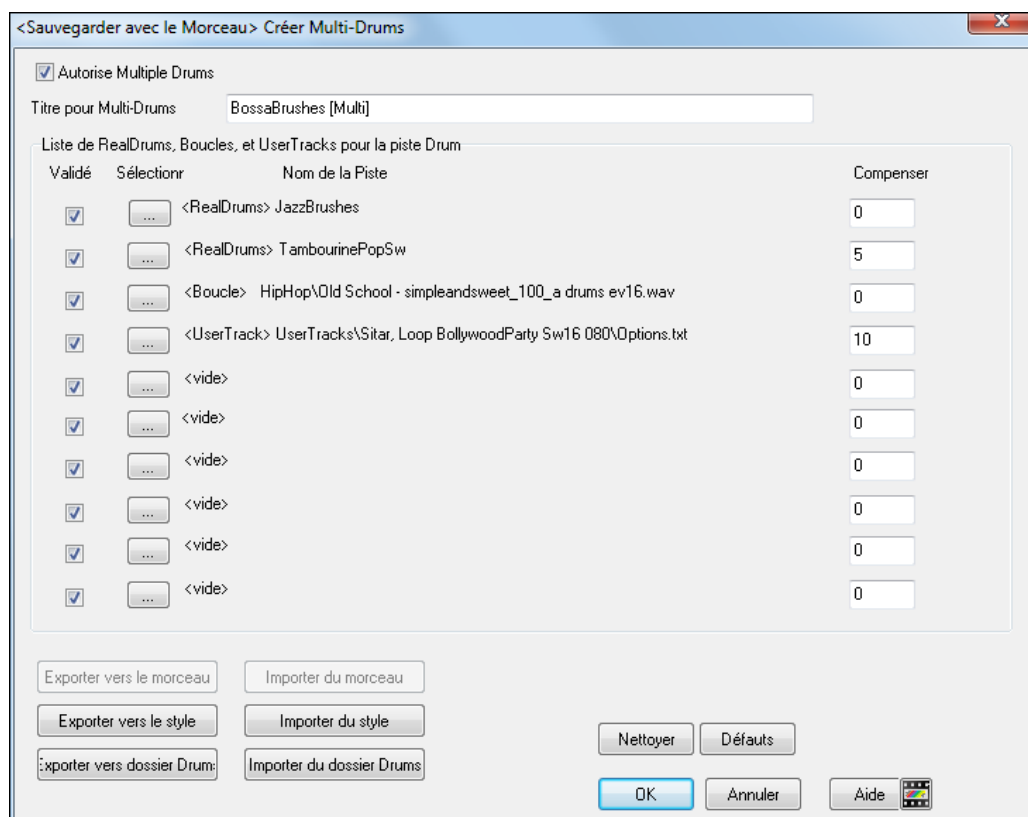 <Sauvegarder avec le Morceau> Créer Multi-Drums
Autorise Multiple Drums
Titre pour Multi-Drums BossaBrushes [Multi]
Liste de RealDrums, Boucles, et UserTracks pour la piste Drum
Validé Sélectionr Nom de la Piste Compenser
... <RealDrums> JazzBrushes 0
... <RealDrums> TambourinePopSw 5
... <Boucle> HipHop\Old School - simpleandsweet_100_a drums ev16.wav 0
... <UserTrack> UserTracks\Sitar, Loop BollywoodParty Sw16 080\Options.txt 10
... <vide> 0
... <vide> 0
... <vide> 0
... <vide> 0
... <vide> 0
... <vide> 0
Exporter vers le morceau Importer du morceau
Exporter vers le style Importer du style
Nettoyer Défauts
Exporter vers dossier Drums Importer du dossier Drums
OK Annuler Aide